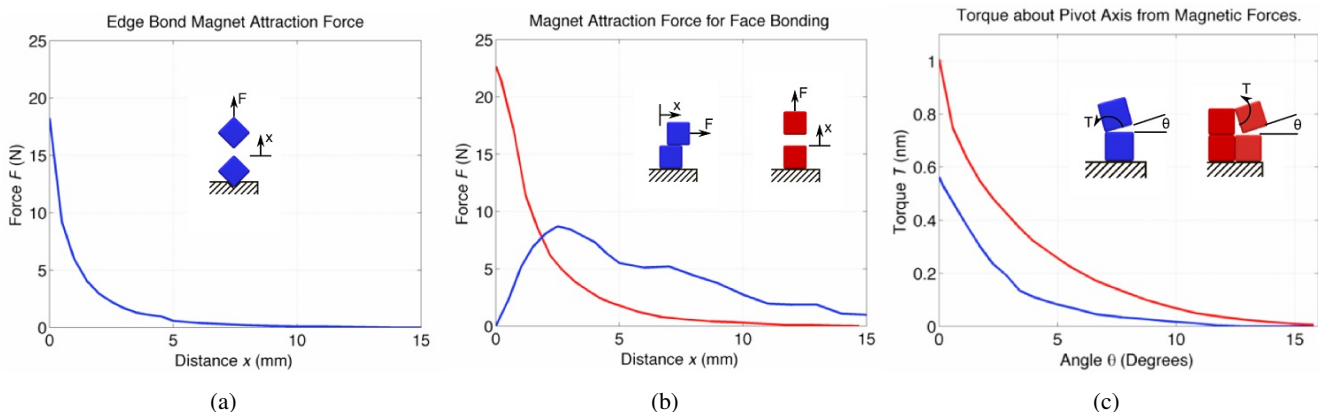 Edge Bond Magnet Attraction Force
25
20
15
10
5
0
0
5
10
15
Force F (N)
Distance x (mm)
F
x
(a)
Magnet Attraction Force for Face Bonding
25
20
15
10
5
0
0
5
10
15
Force F (N)
Distance x (mm)
x
F
F
x
(b)
Torque about Pivot Axis from Magnetic Forces.
1
0.8
0.6
0.4
0.2
0
0
5
10
15
Torque T (nm)
Angle θ (Degrees)
T
θ
T
θ
(c)